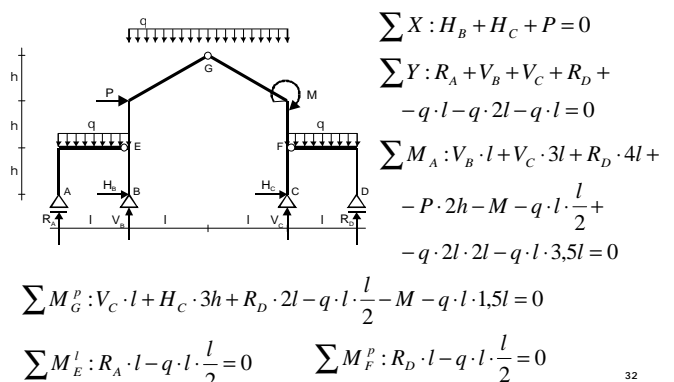 q
h
h
h
P
G
M
q
E
F
q
A
H_B
B
H_C
C
D
R_A
l
V_B
l
l
V_C
l
R_D
∑ X : H_B + H_C + P = 0
∑ Y : R_A + V_B + V_C + R_D +
− q · l − q · 2l − q · l = 0
∑ M_A : V_B · l + V_C · 3l + R_D · 4l +
− P · 2h − M − q · l · l/2 +
− q · 2l · 2l − q · l · 3,5l = 0
∑ M_G^p : V_C · l + H_C · 3h + R_D · 2l − q · l · l/2 − M − q · l · 1,5l = 0
∑ M_E^l : R_A · l − q · l · l/2 = 0
∑ M_F^p : R_D · l − q · l · l/2 = 0
32